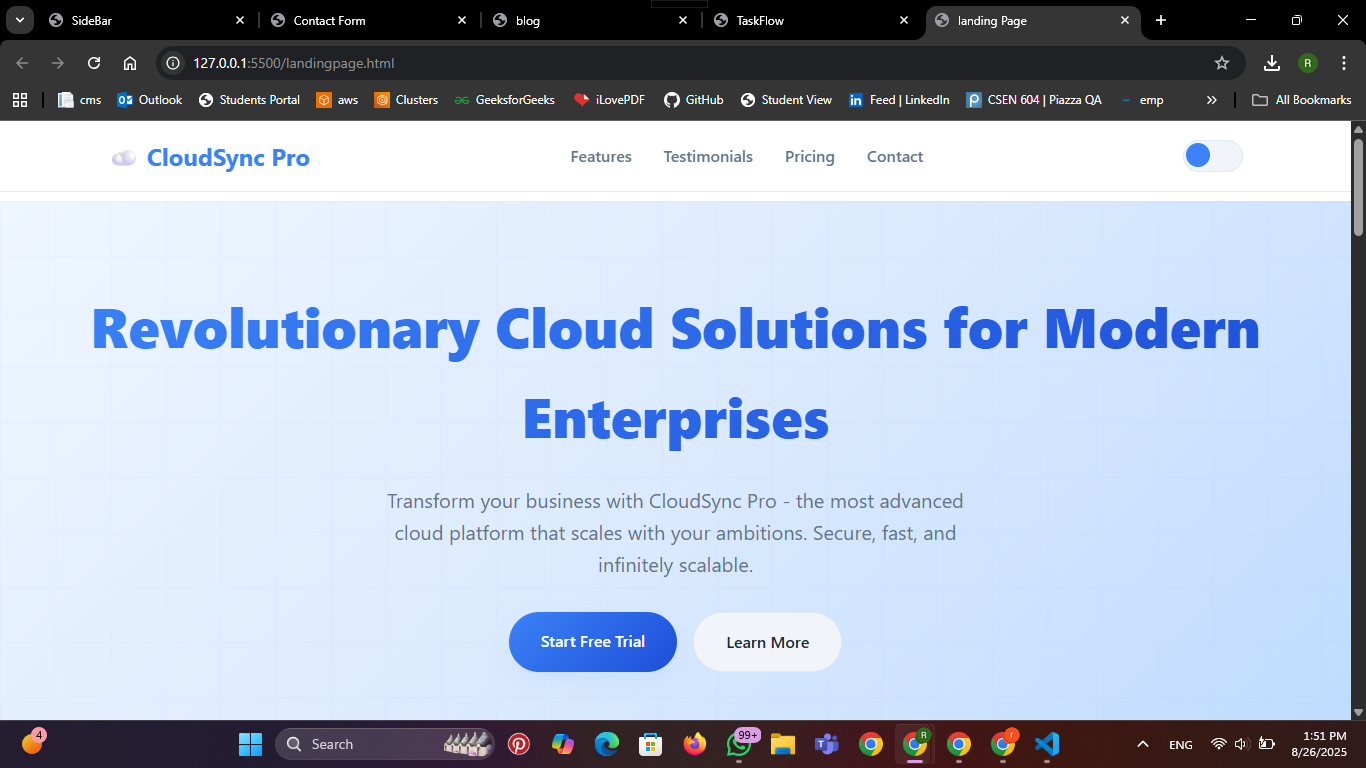 SideBar
Contact Form
blog
TaskFlow
landing Page
127.0.0.1:5500/landingpage.html
R
cms
Outlook
Students Portal
aws
Clusters
GeeksforGeeks
iLovePDF
GitHub
Student View
Feed | LinkedIn
CSEN 604 | Piazza QA
emp
All Bookmarks
CloudSync Pro
Features
Testimonials
Pricing
Contact
Revolutionary Cloud Solutions for Modern
Enterprises
Transform your business with CloudSync Pro - the most advanced
cloud platform that scales with your ambitions. Secure, fast, and
infinitely scalable.
Start Free Trial
Learn More
4
Search
99+
R
r
ENG
1:51 PM
8/26/2025